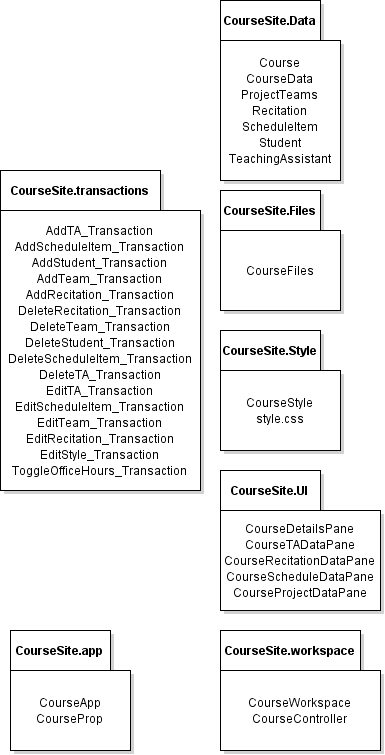 CourseSite.Data
Course
CourseData
ProjectTeams
Recitation
ScheduleItem
Student
TeachingAssistant
CourseSite.transactions
AddTA_Transaction
AddScheduleItem_Transaction
AddStudent_Transaction
AddTeam_Transaction
AddRecitation_Transaction
DeleteRecitation_Transaction
DeleteTeam_Transaction
DeleteStudent_Transaction
DeleteScheduleItem_Transaction
DeleteTA_Transaction
EditTA_Transaction
EditScheduleItem_Transaction
EditTeam_Transaction
EditRecitation_Transaction
EditStyle_Transaction
ToggleOfficeHours_Transaction
CourseSite.Files
CourseFiles
CourseSite.Style
CourseStyle
style.css
CourseSite.UI
CourseDetailsPane
CourseTADataPane
CourseRecitationDataPane
CourseScheduleDataPane
CourseProjectDataPane
CourseSite.app
CourseApp
CourseProp
CourseSite.workspace
CourseWorkspace
CourseController